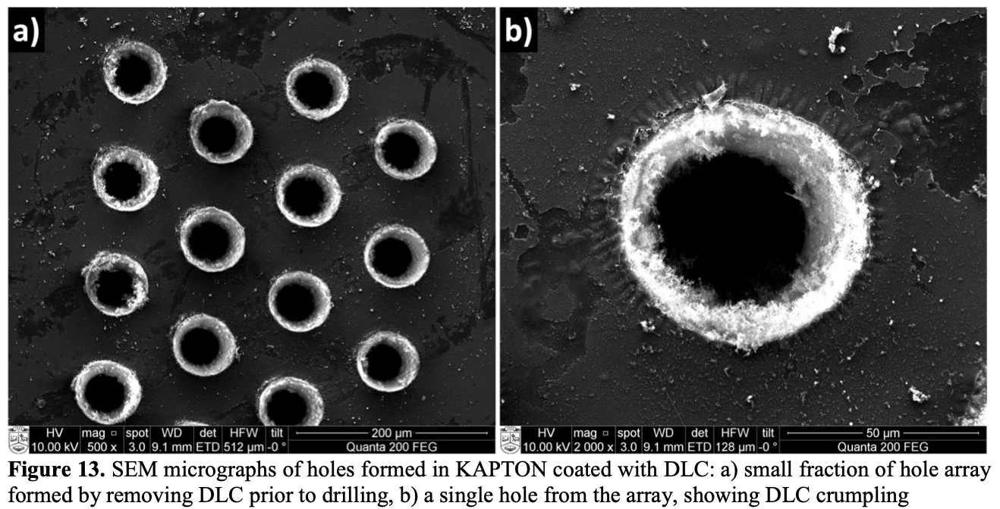 a)
b)
HV mag □ spot WD det HFW tilt 200 µm
10.00 kV 500 x 3.0 9.1 mm ETD 512 µm -0 ° Quanta 200 FEG
HV mag □ spot WD det HFW tilt 50 µm
10.00 kV 2 000 x 3.0 9.1 mm ETD 128 µm -0 ° Quanta 200 FEG
Figure 13. SEM micrographs of holes formed in KAPTON coated with DLC: a) small fraction of hole array
formed by removing DLC prior to drilling, b) a single hole from the array, showing DLC crumpling